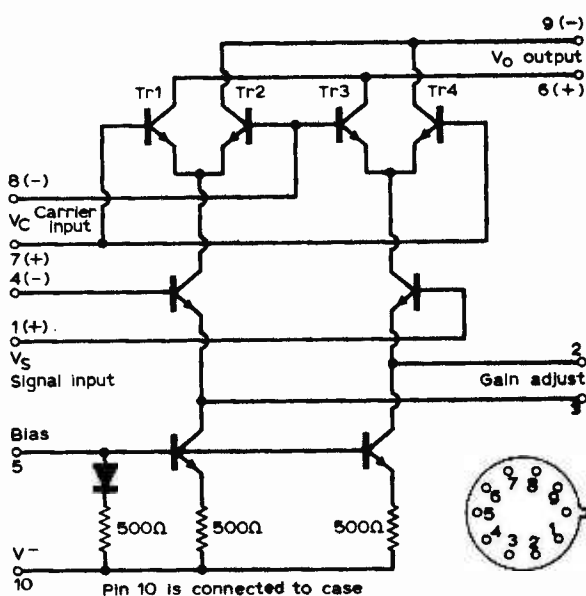 9(-)
Vo output
6(+)
Tr1 Tr2 Tr3 Tr4
8(-)
VC Carrier input
7(+)
4(-)
1(+)
VS
Signal input
2
Gain adjust
3
Bias
5
500Ω 500Ω 500Ω
V-
10
Pin 10 is connected to case
7 8
6 9
5
4 1
3 2